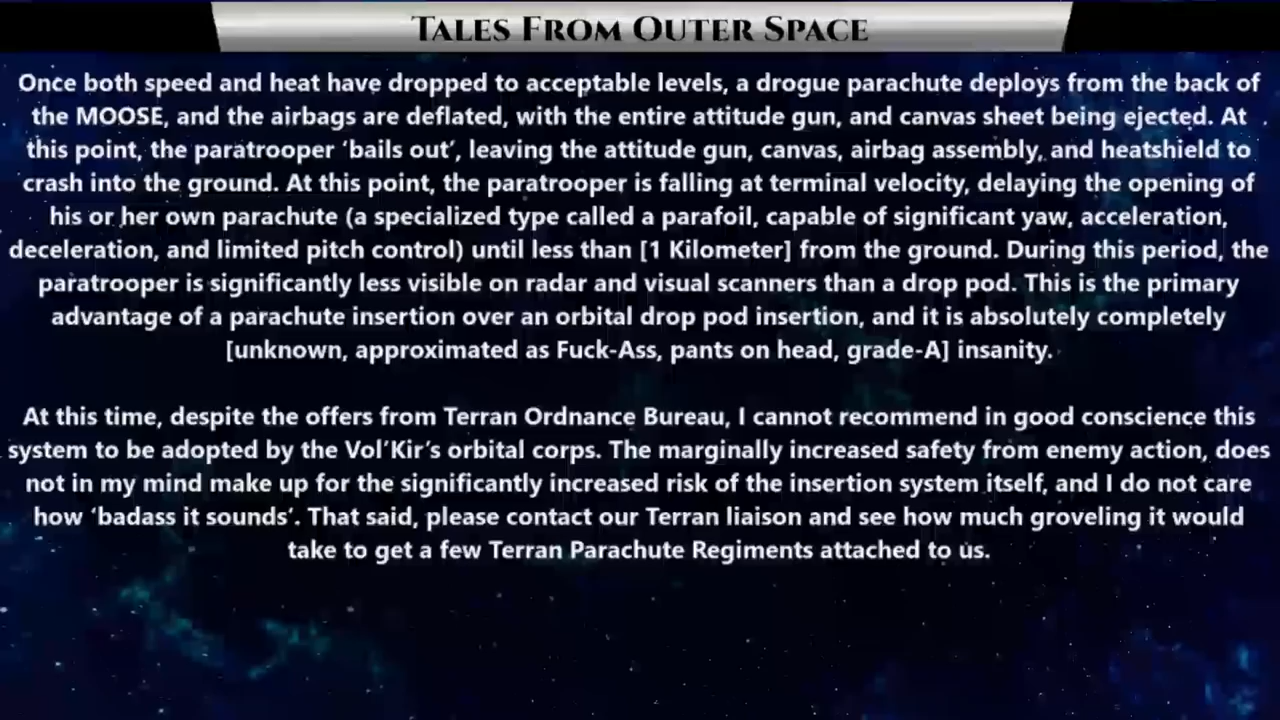 Tales From Outer Space
Once both speed and heat have dropped to acceptable levels, a drogue parachute deploys from the back of
the MOOSE, and the airbags are deflated, with the entire attitude gun, and canvas sheet being ejected. At
this point, the paratrooper ‘bails out’, leaving the attitude gun, canvas, airbag assembly, and heatshield to
crash into the ground. At this point, the paratrooper is falling at terminal velocity, delaying the opening of
his or her own parachute (a specialized type called a parafoil, capable of significant yaw, acceleration,
deceleration, and limited pitch control) until less than [1 Kilometer] from the ground. During this period, the
paratrooper is significantly less visible on radar and visual scanners than a drop pod. This is the primary
advantage of a parachute insertion over an orbital drop pod insertion, and it is absolutely completely
[unknown, approximated as Fuck-Ass, pants on head, grade-A] insanity.
At this time, despite the offers from Terran Ordnance Bureau, I cannot recommend in good conscience this
system to be adopted by the Vol’Kir’s orbital corps. The marginally increased safety from enemy action, does
not in my mind make up for the significantly increased risk of the insertion system itself, and I do not care
how ‘badass it sounds’. That said, please contact our Terran liaison and see how much groveling it would
take to get a few Terran Parachute Regiments attached to us.